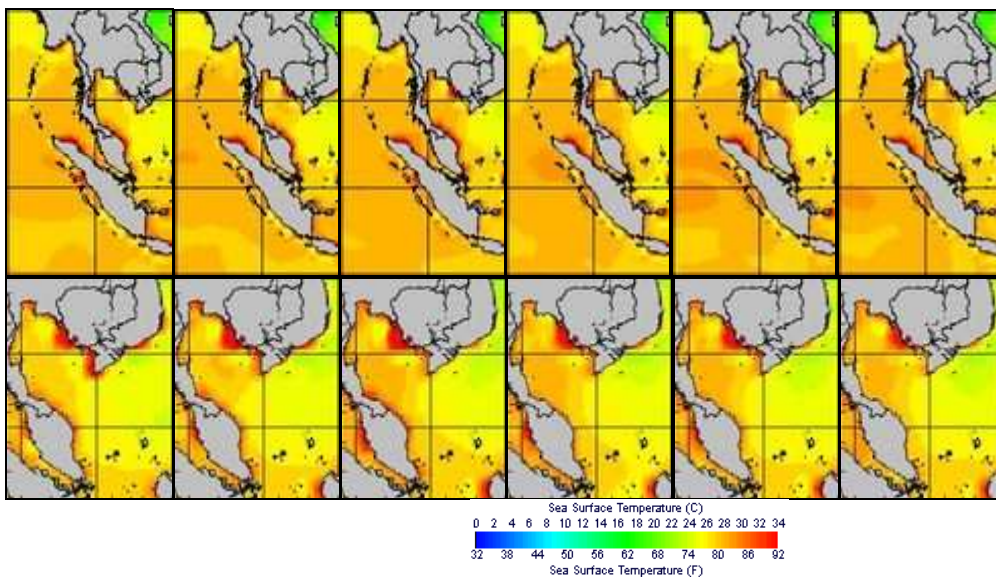 Sea Surface Temperature (C)
0 2 4 6 8 10 12 14 16 18 20 22 24 26 28 30 32 34
32 38 44 50 56 62 68 74 80 86 92
Sea Surface Temperature (F)